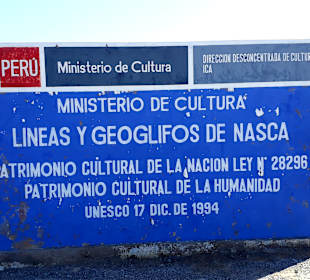 PERÚ Ministerio de Cultura DIRECCION DESCONCENTRADA DE CULTUR
ICA
MINISTERIO DE CULTURA
LINEAS Y GEOGLIFOS DE NASCA
PATRIMONIO CULTURAL DE LA NACION LEY N° 28296
PATRIMONIO CULTURAL DE LA HUMANIDAD
UNESCO 17 DIC. DE 1994